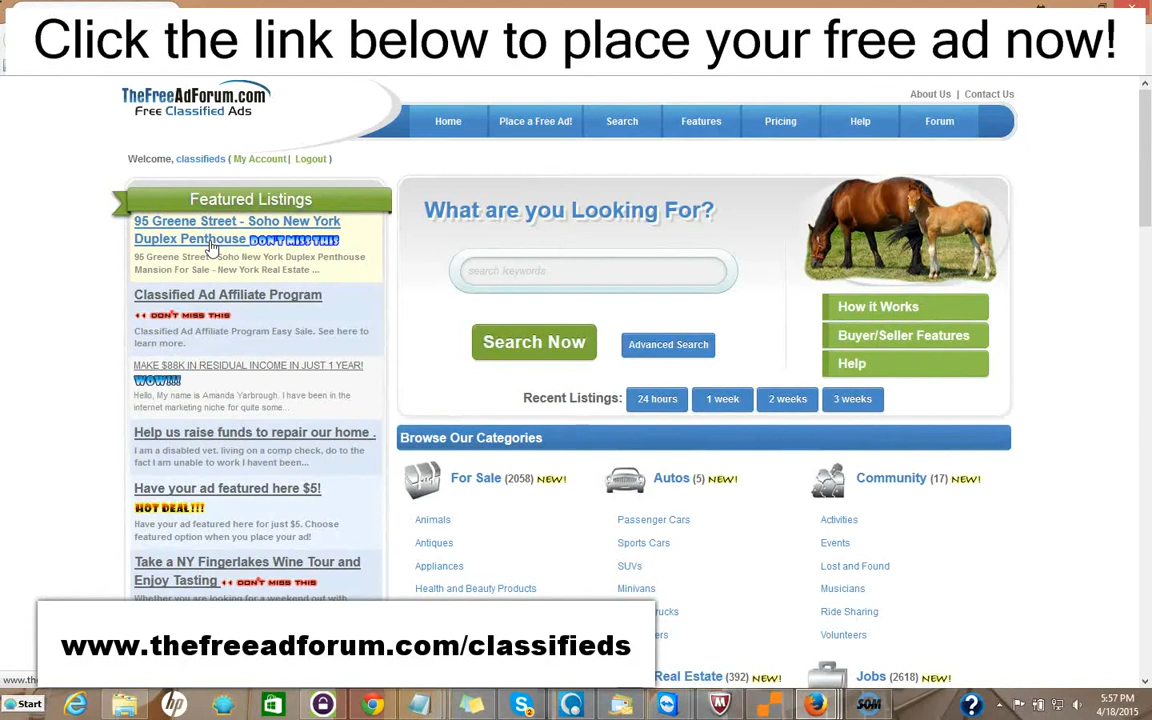 Click the link below to place your free ad now!
TheFreeAdForum.com
Free Classified Ads
About Us | Contact Us
Home Place a Free Ad! Search Features Pricing Help Forum
Welcome, classifieds ( My Account | Logout )
Featured Listings
95 Greene Street - Soho New York
Duplex Penthouse DON'T MISS THIS
95 Greene Street - Soho New York Duplex Penthouse
Mansion For Sale - New York Real Estate ...
Classified Ad Affiliate Program
DON'T MISS THIS
Classified Ad Affiliate Program Easy Sale. See here to
learn more.
MAKE $88K IN RESIDUAL INCOME IN JUST 1 YEAR!
WOW!!!
Hello, My name is Amanda Yarbrough. I have been in the
internet marketing niche for quite some...
Help us raise funds to repair our home .
I am a disabled vet. living on a comp check. do to the
fact I am unable to work I havent been...
Have your ad featured here $5!
HOT DEAL!!!
Have your ad featured here for just $5. Choose
featured option when you place your ad!
Take a NY Fingerlakes Wine Tour and
Enjoy Tasting DON'T MISS THIS
Whether you are looking for a weekend out with
What are you Looking For?
search keywords
Search Now Advanced Search
How it Works
Buyer/Seller Features
Help
Recent Listings: 24 hours 1 week 2 weeks 3 weeks
Browse Our Categories
For Sale (2058) NEW!
Animals
Antiques
Appliances
Health and Beauty Products
Autos (5) NEW!
Passenger Cars
Sports Cars
SUVs
Minivans
Community (17) NEW!
Activities
Events
Lost and Found
Musicians
Ride Sharing
Volunteers
Real Estate (392) NEW!
Jobs (2618) NEW!
www.thefreeadforum.com/classifieds
Start
5:57 PM
4/18/2015